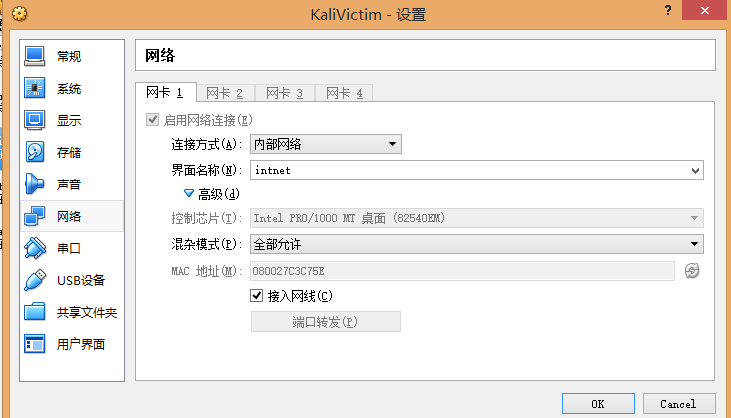 KaliVictim - 设置
? ×
常规
系统
显示
存储
声音
网络
串口
USB设备
共享文件夹
用户界面
网络
网卡 1 网卡 2 网卡 3 网卡 4
启用网络连接(E)
连接方式(A): 内部网络
界面名称(N): intnet
高级(d)
控制芯片(T): Intel PRO/1000 MT 桌面 (82540EM)
混杂模式(P): 全部允许
MAC 地址(M): 080027C3C75E
接入网线(C)
端口转发(P)
OK Cancel